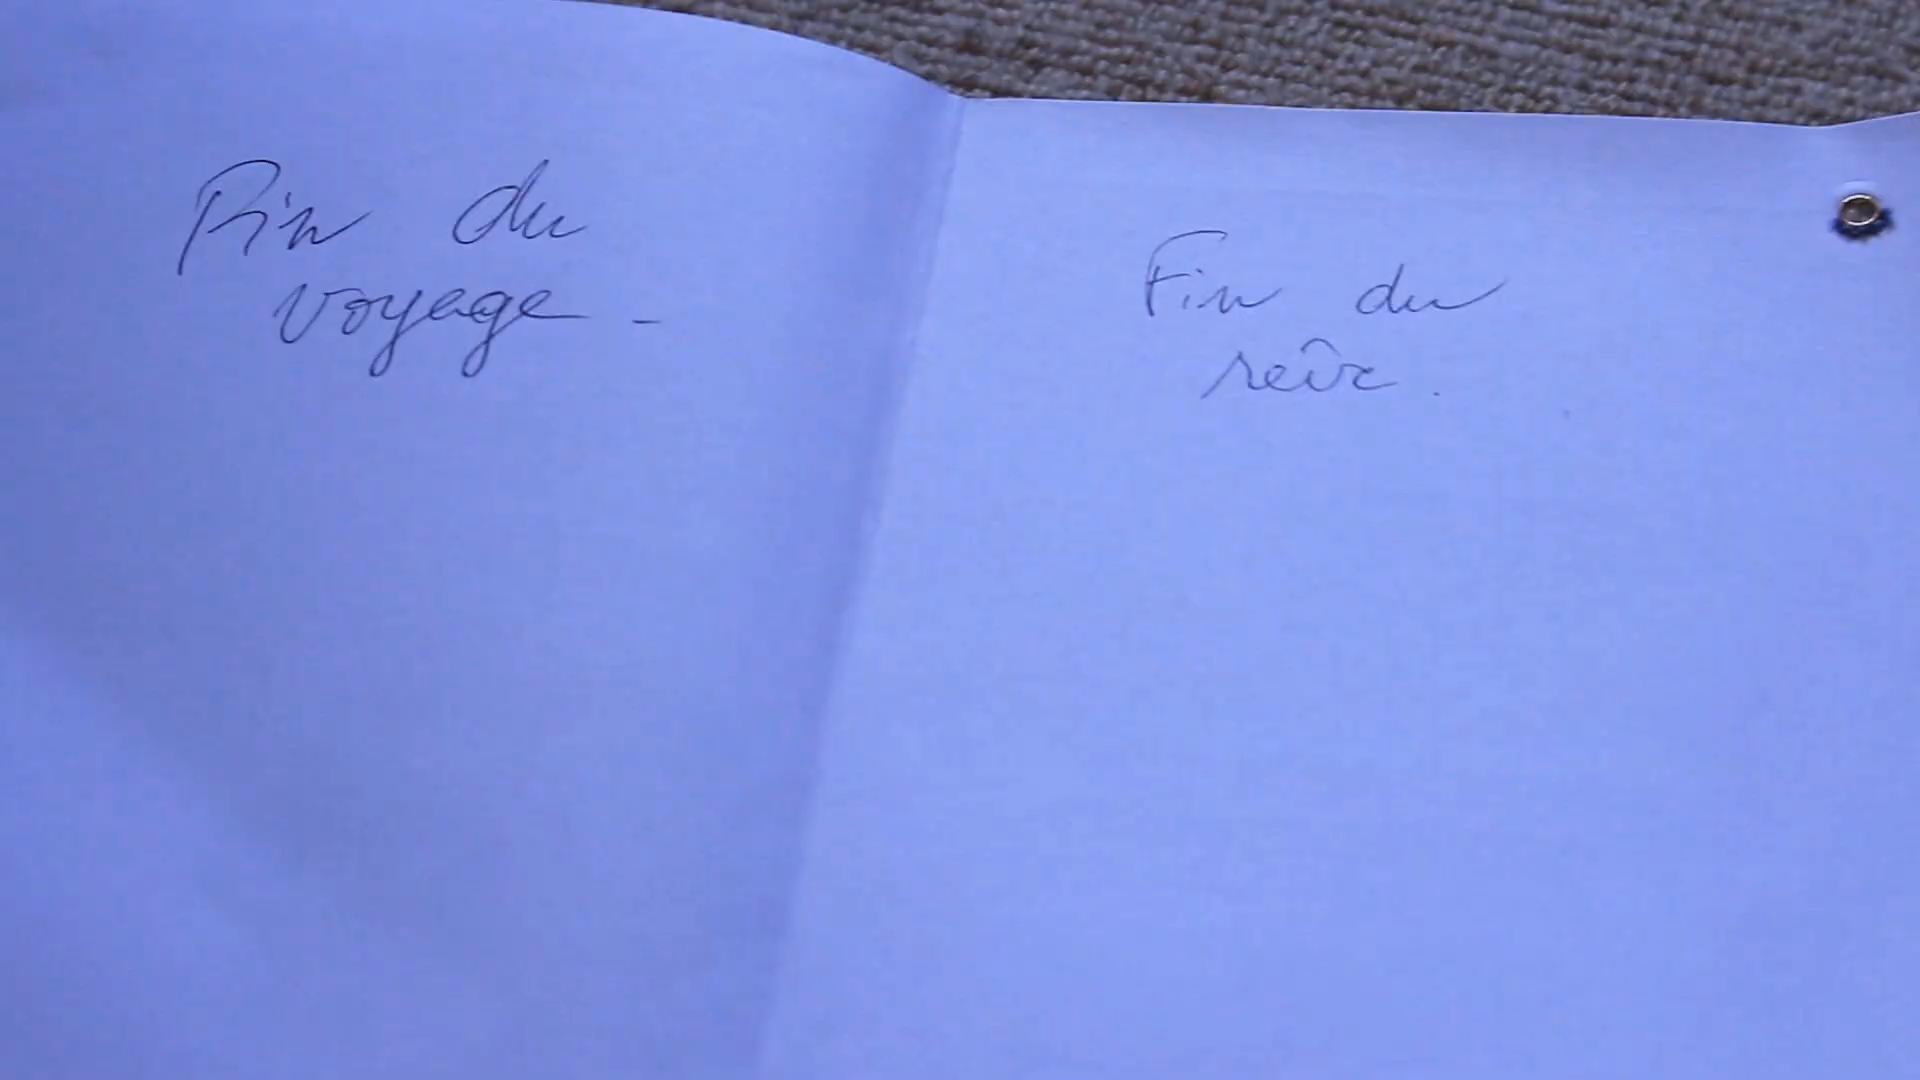 Fin du
voyage -
Fin du
rêve.